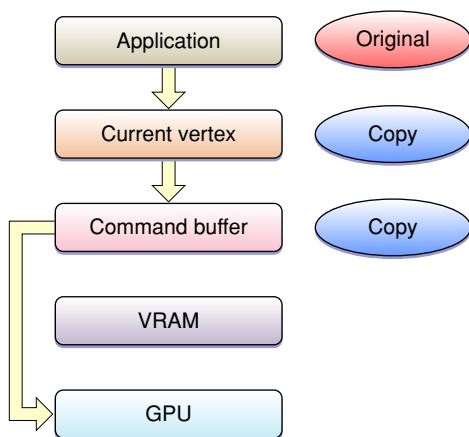 Application
Original
Current vertex
Copy
Command buffer
Copy
VRAM
GPU